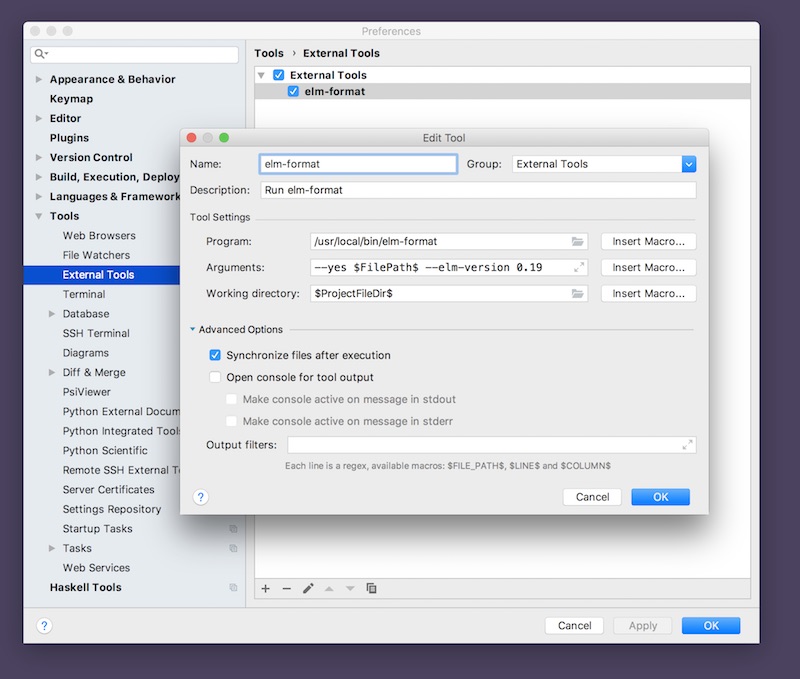 Preferences
Appearance & Behavior
Keymap
Editor
Plugins
Version Control
Build, Execution, Deploy
Languages & Framework
Tools
Web Browsers
File Watchers
External Tools
Terminal
Database
SSH Terminal
Diagrams
Diff & Merge
PsiViewer
Python External Docum
Python Integrated Tools
Python Scientific
Remote SSH External T
Server Certificates
Settings Repository
Startup Tasks
Tasks
Web Services
Haskell Tools
Tools › External Tools
External Tools
elm-format
Edit Tool
Name: elm-format Group: External Tools
Description: Run elm-format
Tool Settings
Program: /usr/local/bin/elm-format Insert Macro...
Arguments: --yes $FilePath$ --elm-version 0.19 Insert Macro...
Working directory: $ProjectFileDir$ Insert Macro...
Advanced Options
Synchronize files after execution
Open console for tool output
Make console active on message in stdout
Make console active on message in stderr
Output filters:
Each line is a regex, available macros: $FILE_PATH$, $LINE$ and $COLUMN$
? Cancel OK
? Cancel Apply OK